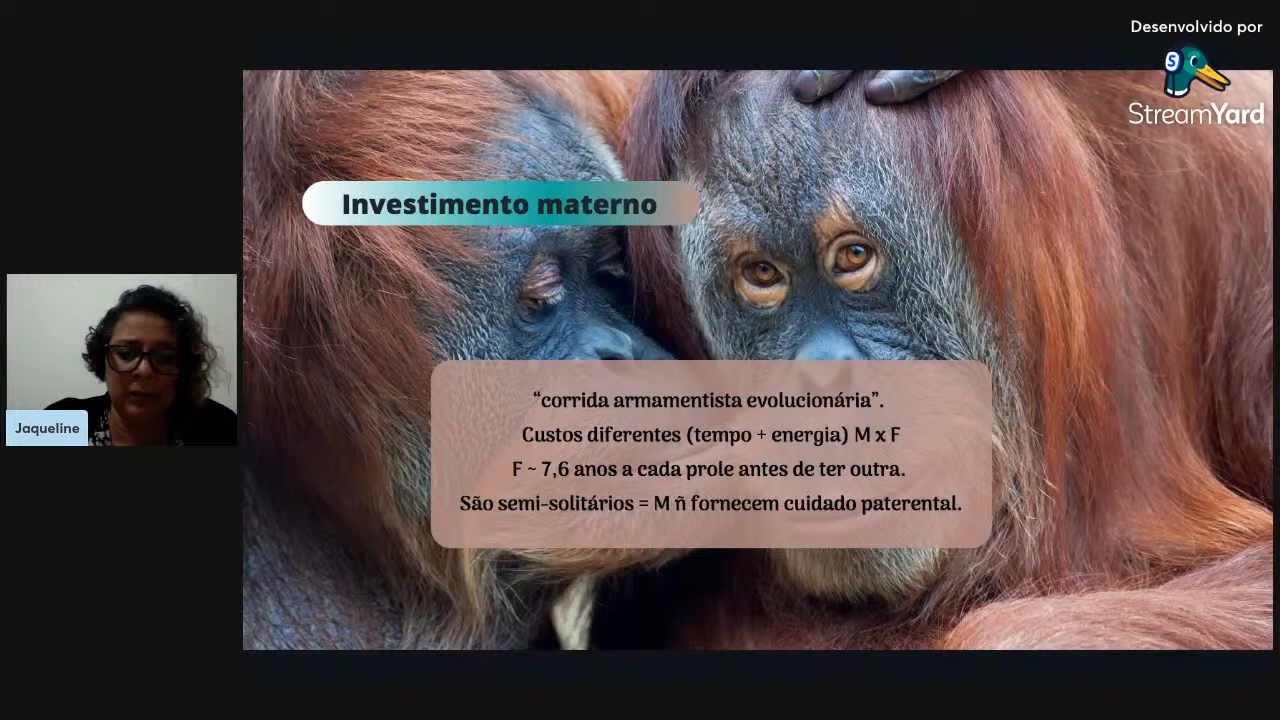 Desenvolvido por
S
StreamYard
Investimento materno
“corrida armamentista evolucionária”.
Custos diferentes (tempo + energia) M x F
F ~ 7,6 anos a cada prole antes de ter outra.
São semi-solitários = M ñ fornecem cuidado paterental.
Jaqueline